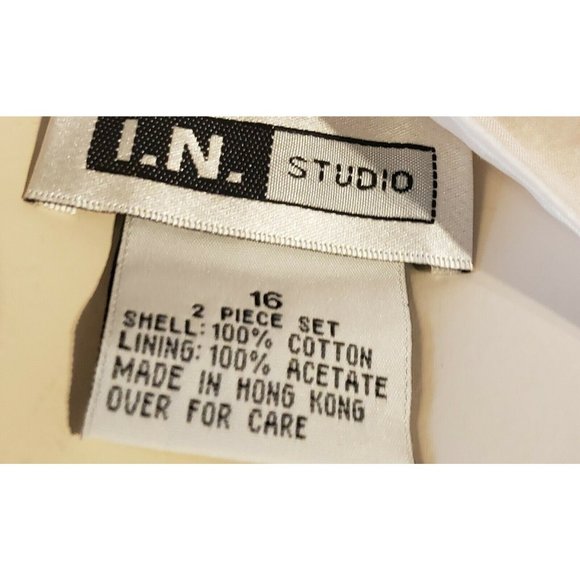 I.N. STUDIO
16
2 PIECE SET
SHELL: 100% COTTON
LINING: 100% ACETATE
MADE IN HONG KONG
OVER FOR CARE